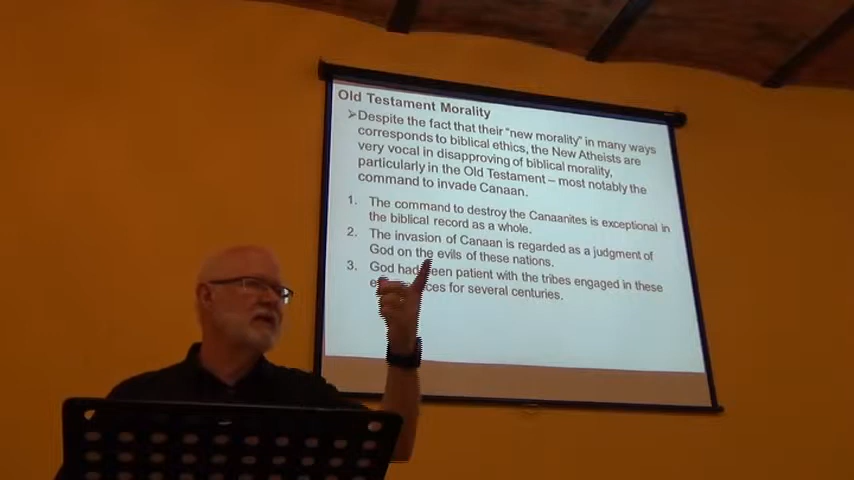 Old Testament Morality
➢Despite the fact that their "new morality" in many ways
corresponds to biblical ethics, the New Atheists are
very vocal in disapproving of biblical morality,
particularly in the Old Testament – most notably the
command to invade Canaan.
1. The command to destroy the Canaanites is exceptional in
the biblical record as a whole.
2. The invasion of Canaan is regarded as a judgment of
God on the evils of these nations.
3. God had been patient with the tribes engaged in these
for several centuries.